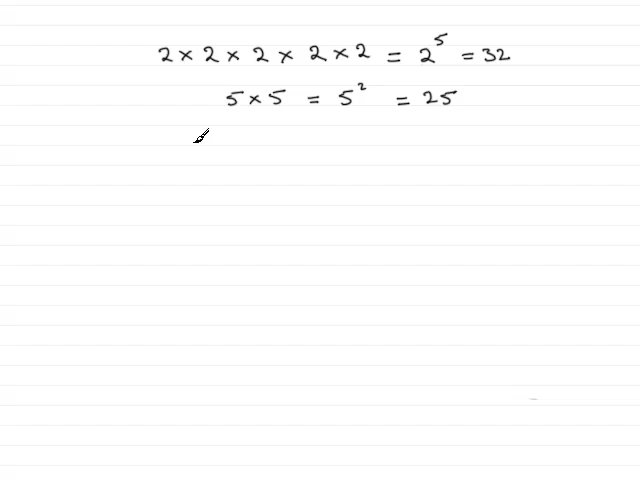 2 × 2 × 2 × 2 × 2 = 2⁵ = 32
5 × 5 = 5² = 25